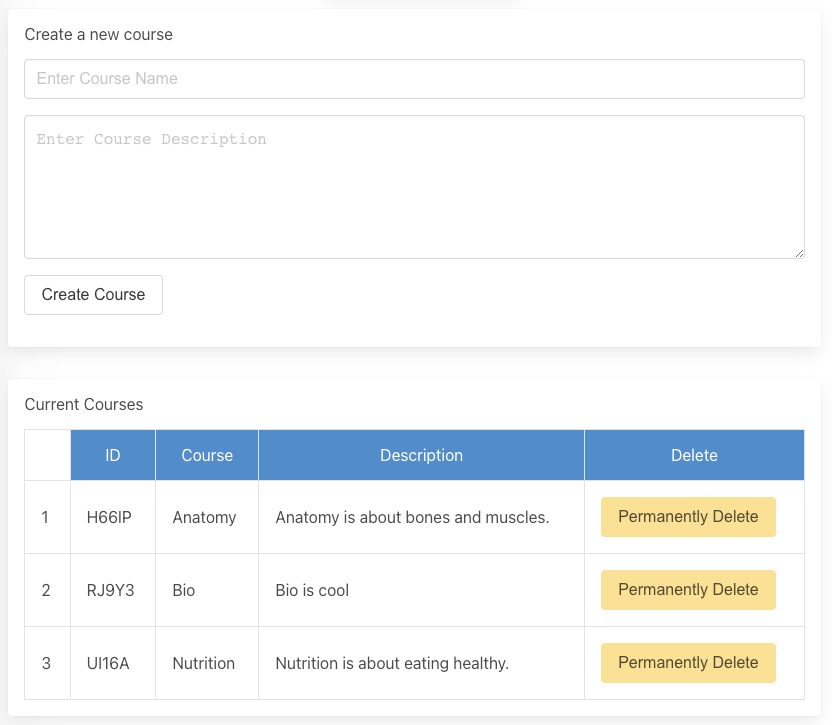 Create a new course
Enter Course Name
Enter Course Description
Create Course
Current Courses
ID Course Description Delete
1 H66IP Anatomy Anatomy is about bones and muscles. Permanently Delete
2 RJ9Y3 Bio Bio is cool Permanently Delete
3 UI16A Nutrition Nutrition is about eating healthy. Permanently Delete